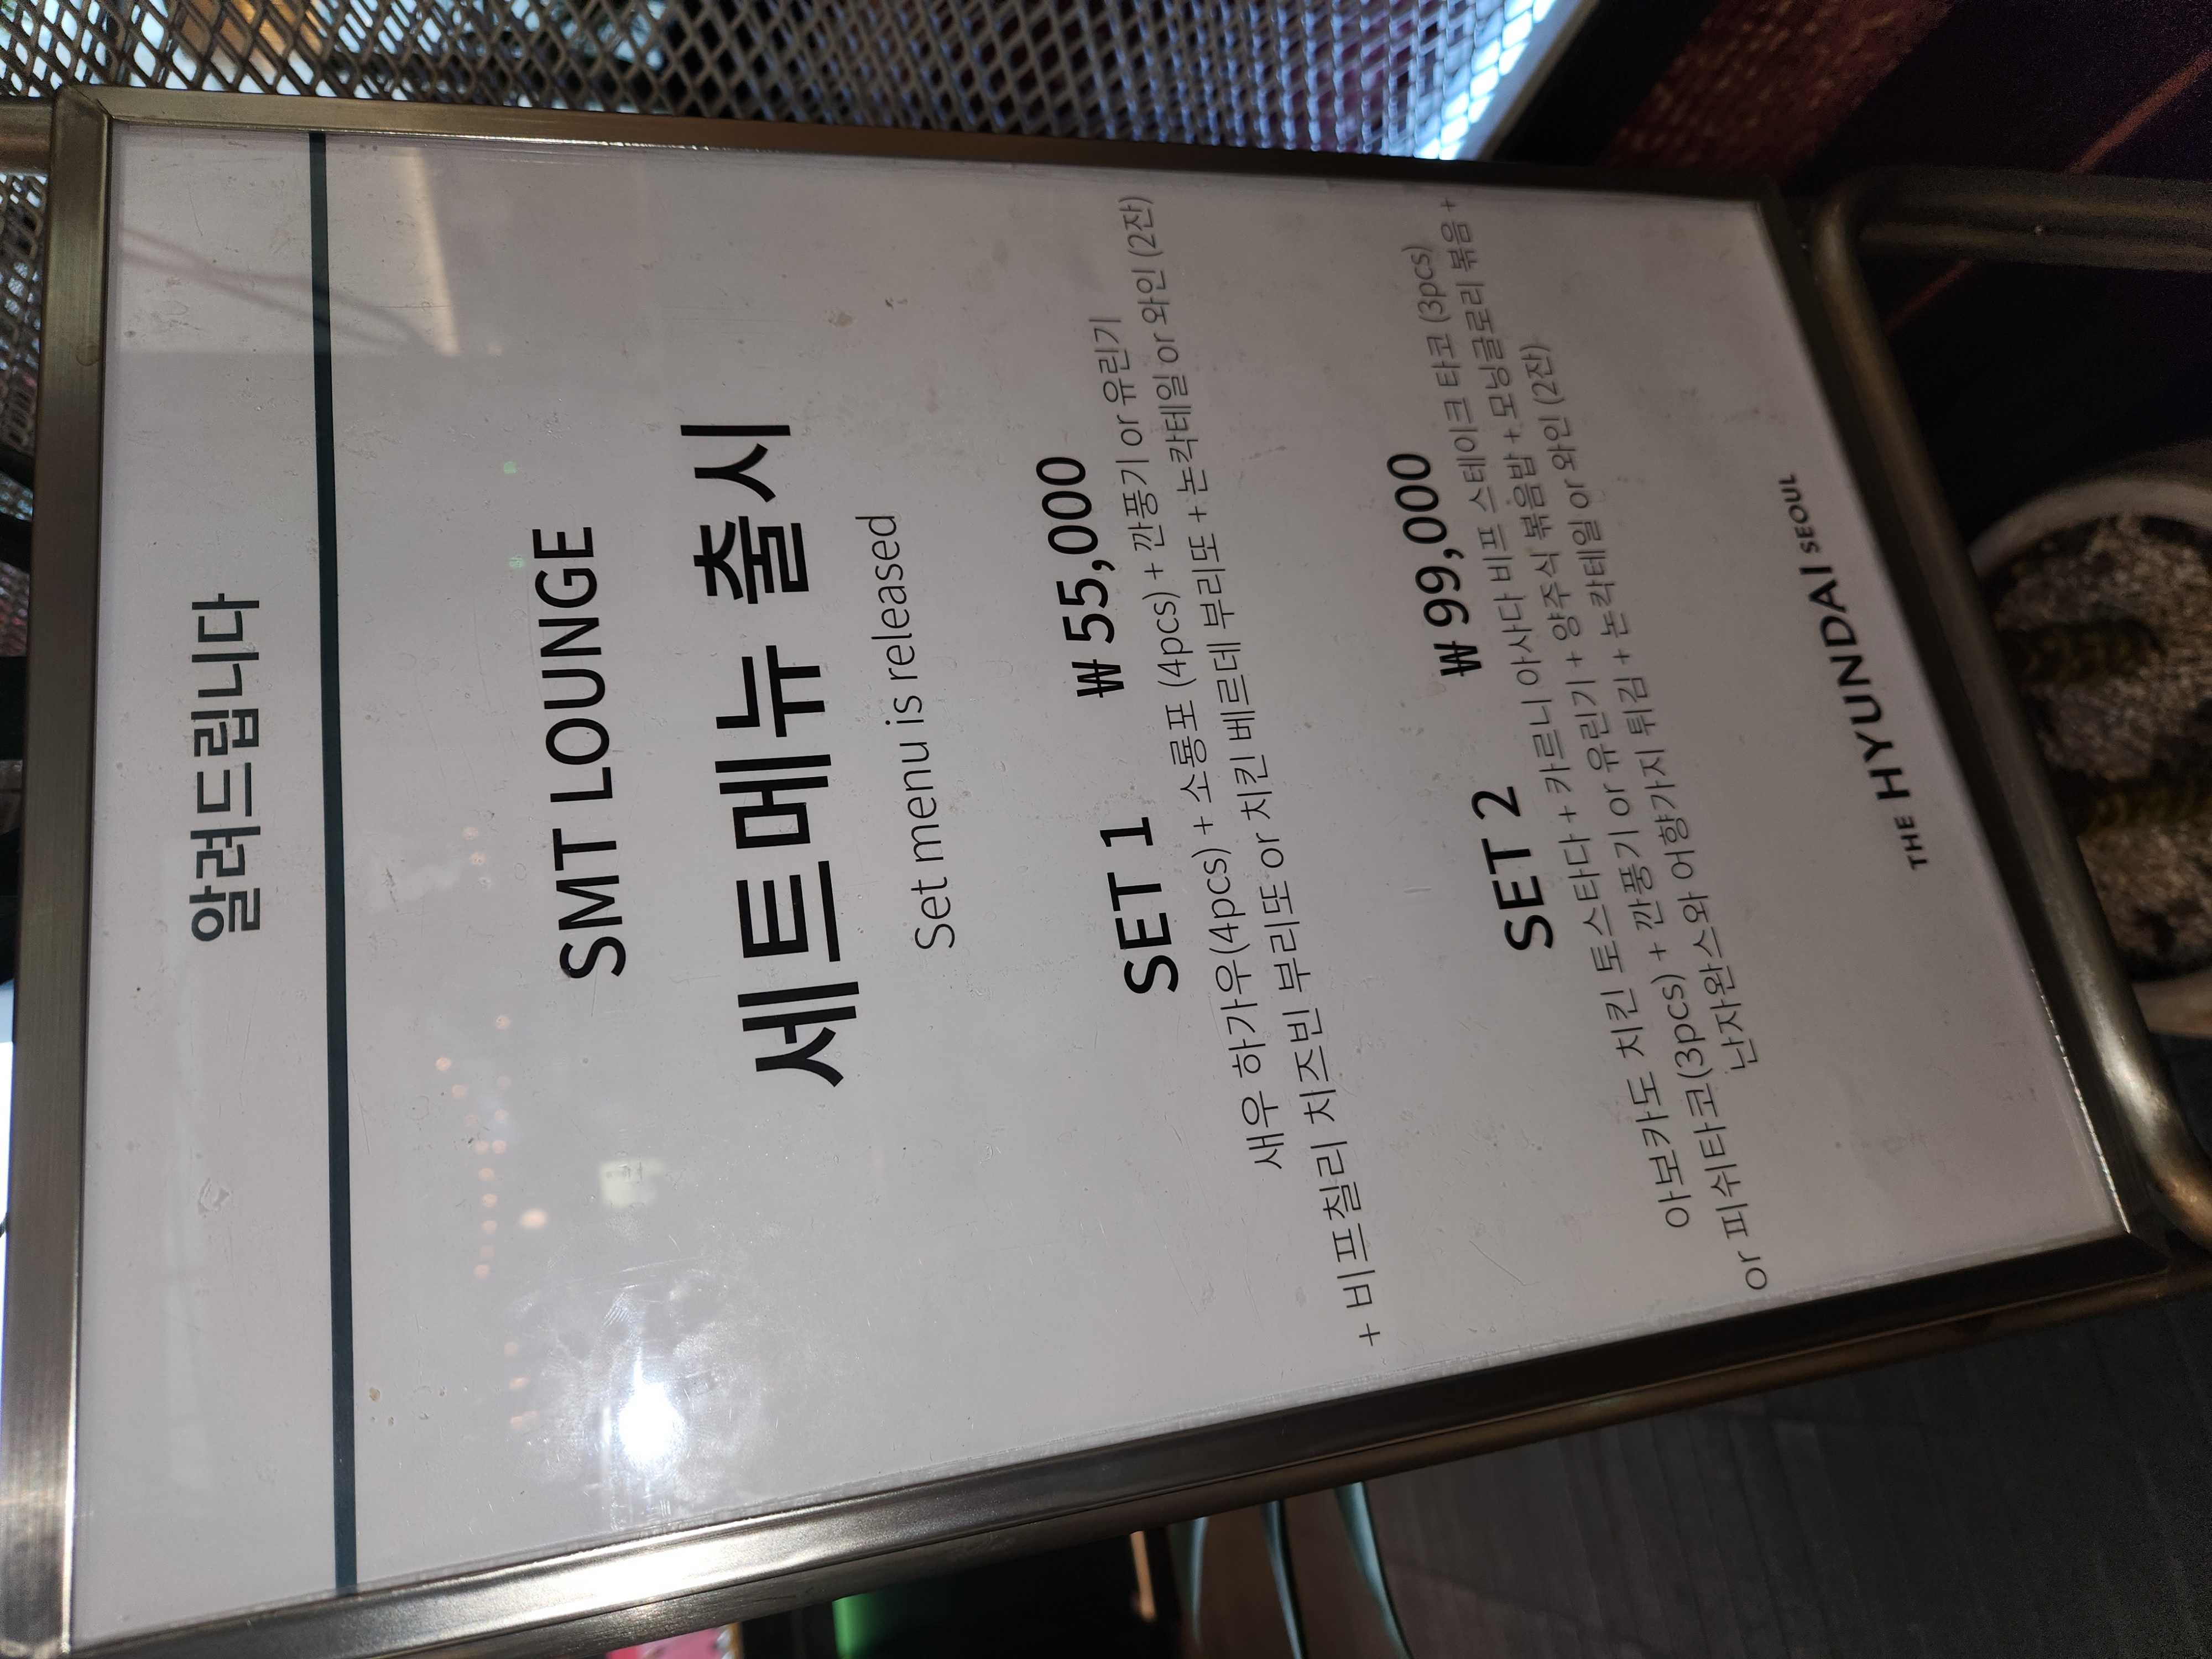 알려드립니다
SMT LOUNGE
세트메뉴 출시
Set menu is released
SET 1 ₩ 55,000
새우 하가우(4pcs) + 소룡포 (4pcs) + 깐풍기 or 유린기
+ 비프칠리 치즈빈 부리또 or 치킨 베르데 부리또 + 논칵테일 or 와인 (2잔)
SET 2 ₩ 99,000
아보카도 치킨 토스타다 + 카르니 아사다 비프 스테이크 타코 (3pcs)
or 피쉬타코(3pcs) + 깐풍기 or 유린기 + 양주식 볶음밥 + 모닝글로리 볶음 +
난자완스와 어향가지 튀김 + 논칵테일 or 와인 (2잔)
THE HYUNDAI SEOUL